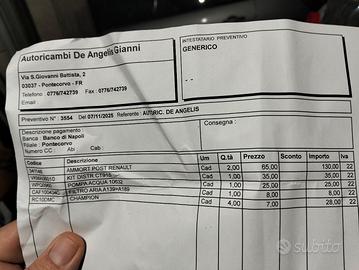 Autoricambi De Angelis Gianni
Via S.Giovanni Battista, 2
03037 - Pontecorvo - FR
Telefono : 0776/742739 Fax : 0776/742739
Email :
INTESTATARIO PREVENTIVO
GENERICO
Preventivo N° : 3554 Del 07/11/2025 Referente : AUTRIC. DE ANGELIS
Descrizione pagamento :
Banca : Banco di Napoli
Filiale : Pontecorvo
Numero CC : Abi : Cab :
Consegna :
Codice Descrizione Um Q.tà Prezzo Sconto Importo Iva
AMMORT POST RENAULT Cad 2,00 65,00 130,00 22
KIT DISTR CT915 Cad 1,00 35,00 35,00 22
POMPA ACQUA 10632 Cad 1,00 25,00 25,00 22
FILTRO ARIA A139=A189 Cad 1,00 8,00 8,00 22
RC10DMC CHAMPION Cad 4,00 7,00 28,00 22
subito